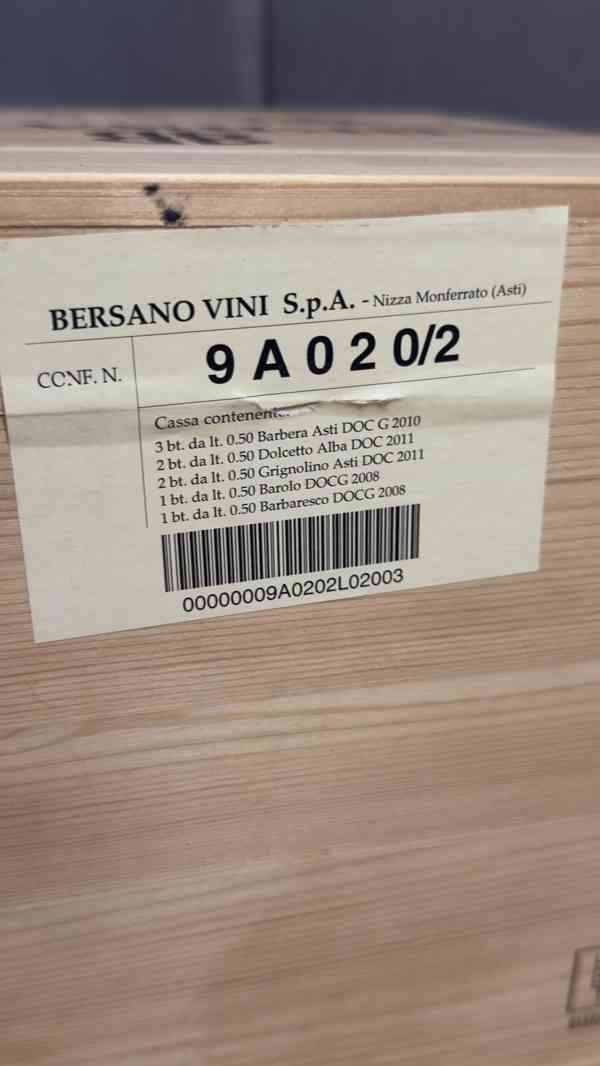 BERSANO VINI S.p.A. - Nizza Monferrato (Asti)
CONF. N. 9 A 0 2 0/2
Cassa contenente
3 bt. da lt. 0.50 Barbera Asti DOC G 2010
2 bt. da lt. 0.50 Dolcetto Alba DOC 2011
2 bt. da lt. 0.50 Grignolino Asti DOC 2011
1 bt. da lt. 0.50 Barolo DOCG 2008
1 bt. da lt. 0.50 Barbaresco DOCG 2008
00000009A0202L02003